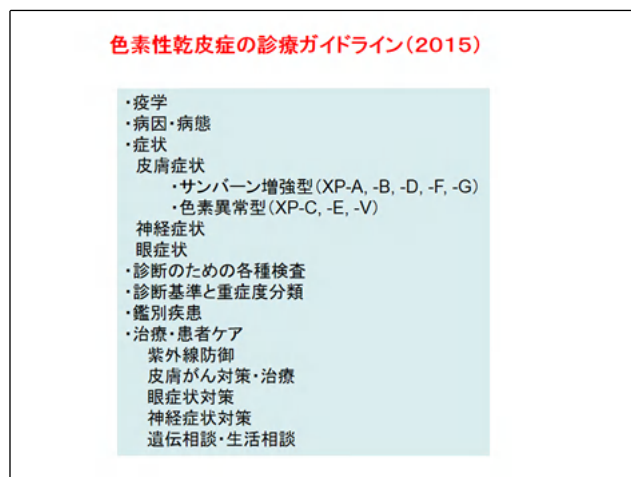 色素性乾皮症の診療ガイドライン(2015)
・疫学
・病因・病態
・症状
皮膚症状
・サンバーン増強型(XP-A, -B, -D, -F, -G)
・色素異常型(XP-C, -E, -V)
神経症状
眼症状
・診断のための各種検査
・診断基準と重症度分類
・鑑別疾患
・治療・患者ケア
紫外線防御
皮膚がん対策・治療
眼症状対策
神経症状対策
遺伝相談・生活相談